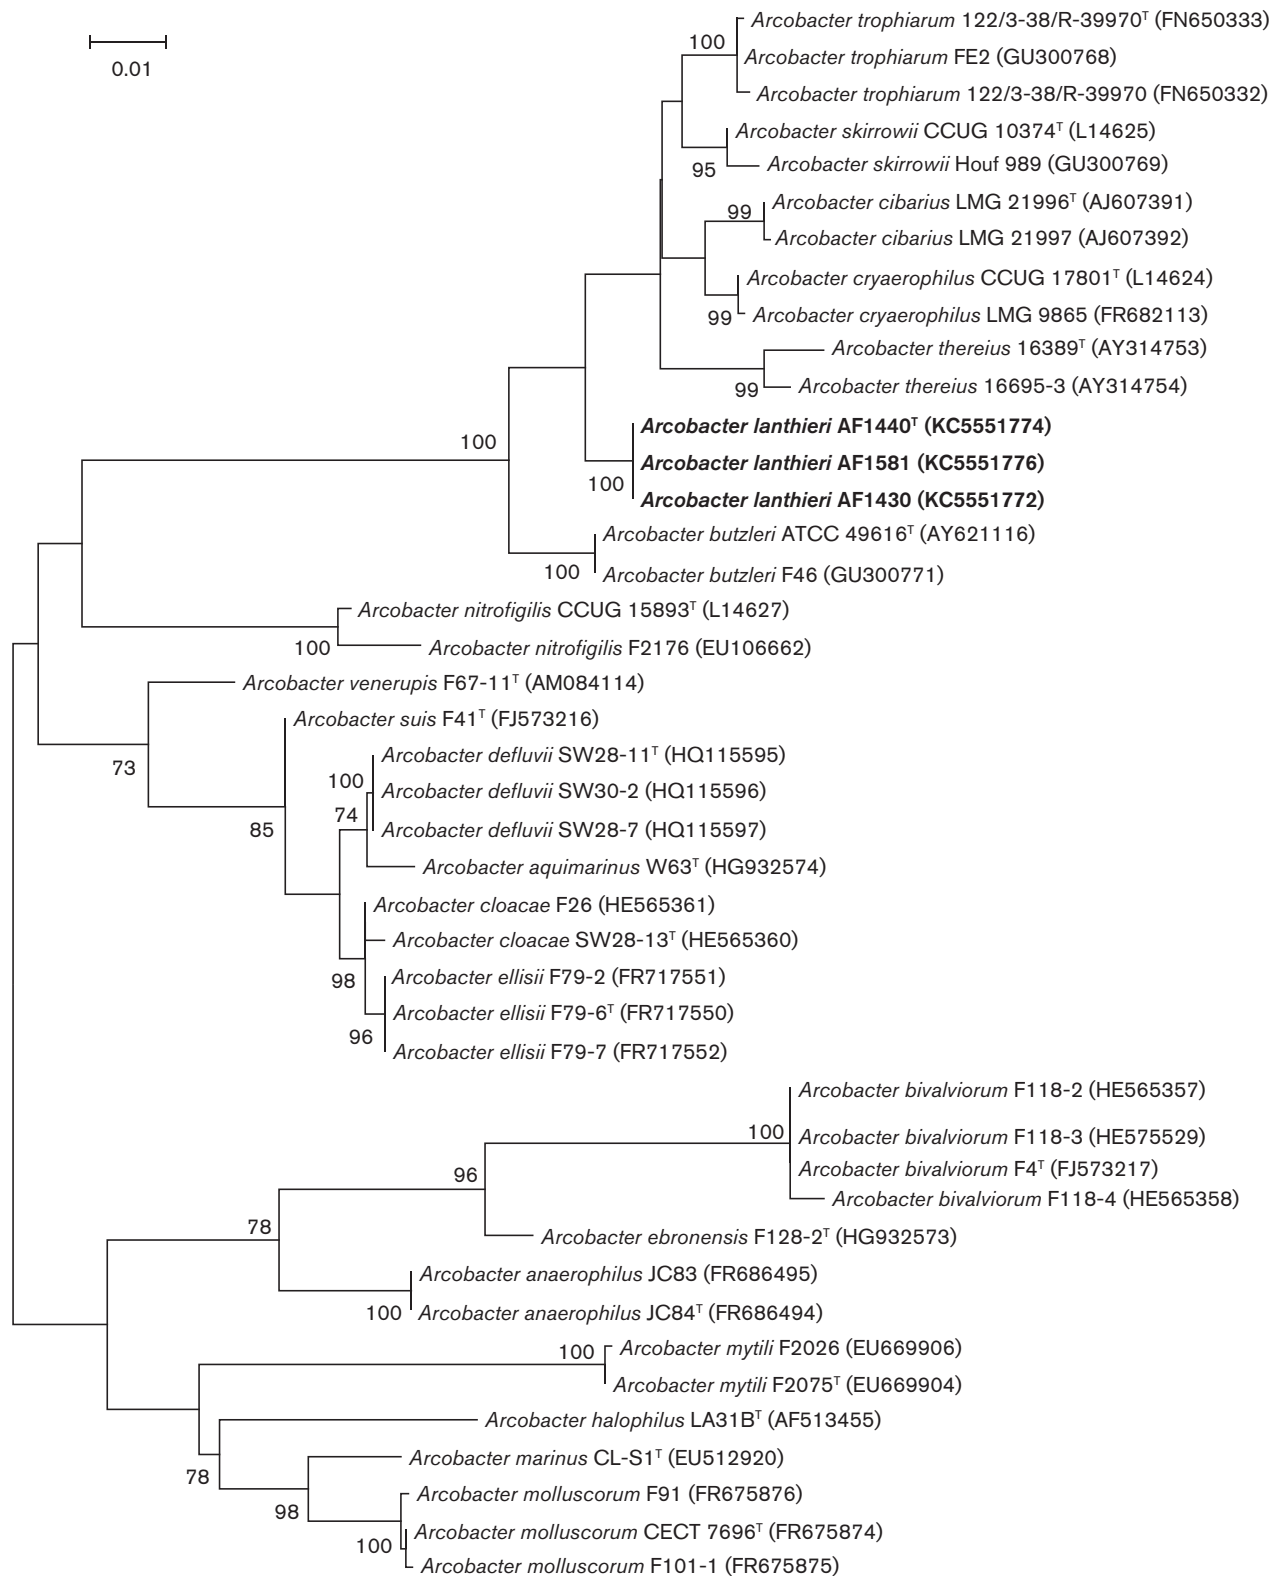 Arcobacter trophiarum 122/3-38/R-39970ᵀ (FN650333)
100
0.01
Arcobacter trophiarum FE2 (GU300768)
Arcobacter trophiarum 122/3-38/R-39970 (FN650332)
Arcobacter skirrowii CCUG 10374ᵀ (L14625)
95
Arcobacter skirrowii Houf 989 (GU300769)
Arcobacter cibarius LMG 21996ᵀ (AJ607391)
99
Arcobacter cibarius LMG 21997 (AJ607392)
Arcobacter cryaerophilus CCUG 17801ᵀ (L14624)
99
Arcobacter cryaerophilus LMG 9865 (FR682113)
Arcobacter thereius 16389ᵀ (AY314753)
99
Arcobacter thereius 16695-3 (AY314754)
Arcobacter lanthieri AF1440ᵀ (KC5551774)
100
Arcobacter lanthieri AF1581 (KC5551776)
100
Arcobacter lanthieri AF1430 (KC5551772)
Arcobacter butzleri ATCC 49616ᵀ (AY621116)
100
Arcobacter butzleri F46 (GU300771)
Arcobacter nitrofigilis CCUG 15893ᵀ (L14627)
100
Arcobacter nitrofigilis F2176 (EU106662)
Arcobacter venerupis F67-11ᵀ (AM084114)
Arcobacter suis F41ᵀ (FJ573216)
73
Arcobacter defluvii SW28-11ᵀ (HQ115595)
100
Arcobacter defluvii SW30-2 (HQ115596)
74
85
Arcobacter defluvii SW28-7 (HQ115597)
Arcobacter aquimarinus W63ᵀ (HG932574)
Arcobacter cloacae F26 (HE565361)
Arcobacter cloacae SW28-13ᵀ (HE565360)
98
Arcobacter ellisii F79-2 (FR717551)
Arcobacter ellisii F79-6ᵀ (FR717550)
96
Arcobacter ellisii F79-7 (FR717552)
Arcobacter bivalviorum F118-2 (HE565357)
100
Arcobacter bivalviorum F118-3 (HE575529)
96
Arcobacter bivalviorum F4ᵀ (FJ573217)
Arcobacter bivalviorum F118-4 (HE565358)
78
Arcobacter ebronensis F128-2ᵀ (HG932573)
Arcobacter anaerophilus JC83 (FR686495)
100
Arcobacter anaerophilus JC84ᵀ (FR686494)
100
Arcobacter mytili F2026 (EU669906)
Arcobacter mytili F2075ᵀ (EU669904)
Arcobacter halophilus LA31Bᵀ (AF513455)
78
Arcobacter marinus CL-S1ᵀ (EU512920)
98
Arcobacter molluscorum F91 (FR675876)
100
Arcobacter molluscorum CECT 7696ᵀ (FR675874)
Arcobacter molluscorum F101-1 (FR675875)